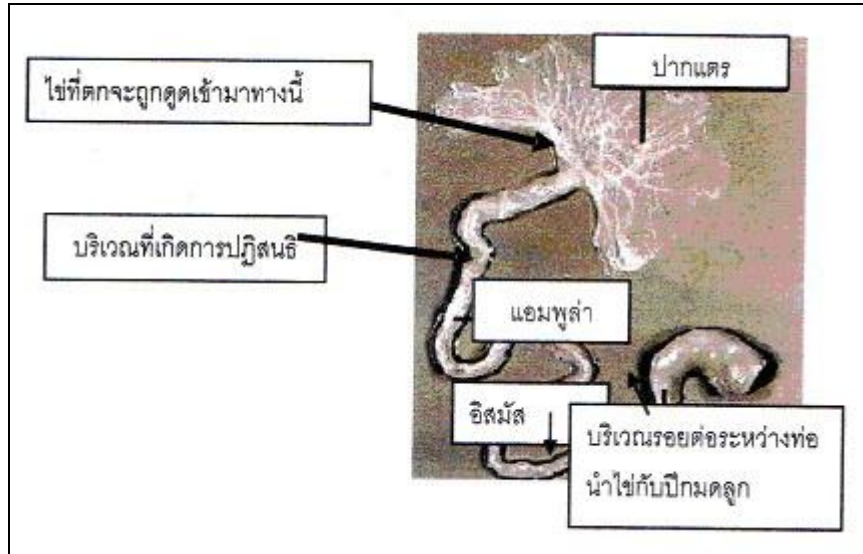 ปากแตร
ไข่ที่ตกจะถูกดูดเข้ามาทางนี้
บริเวณที่เกิดการปฎิสนธิ
แอมพูล่า
อิสมัส
บริเวณรอยต่อระหว่างท่อ
นำไข่กับปีกมดลูก